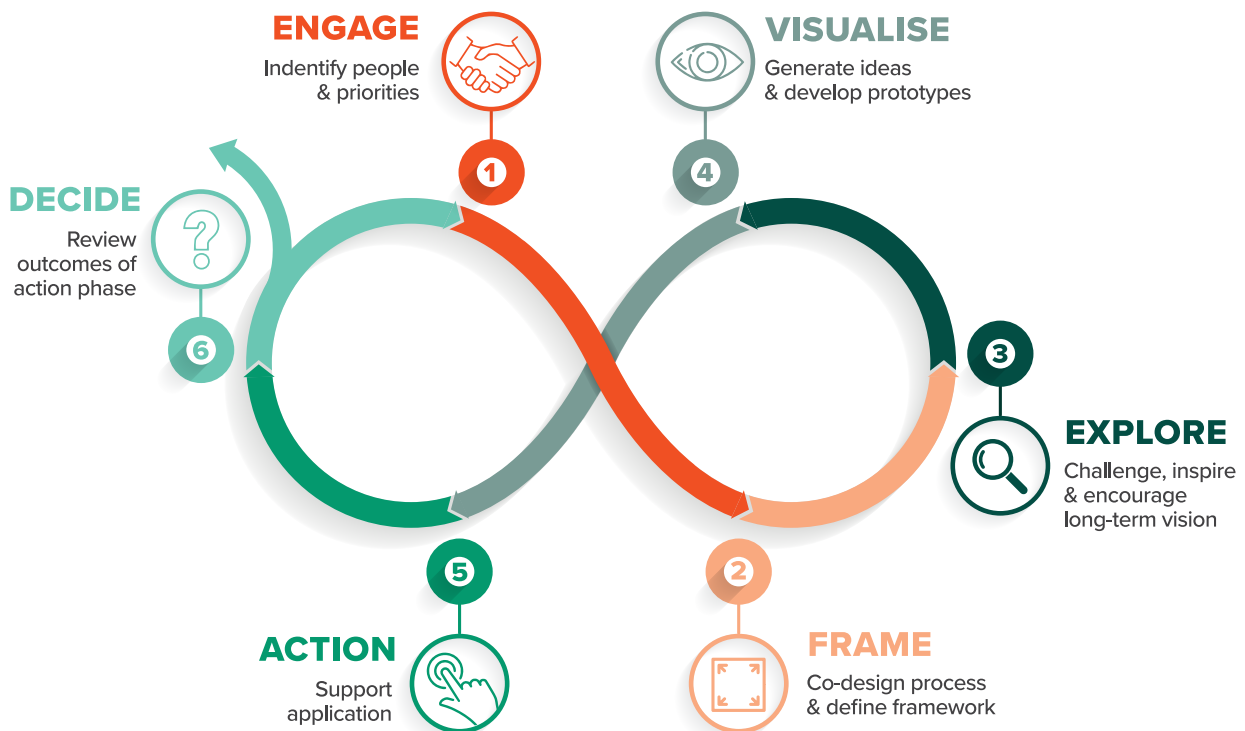 ENGAGE
Indentify people
& priorities
1
FRAME
Co-design process
& define framework
2
EXPLORE
Challenge, inspire
& encourage
long-term vision
3
VISUALISE
Generate ideas
& develop prototypes
4
ACTION
Support
application
5
DECIDE
Review
outcomes of
action phase
?
6